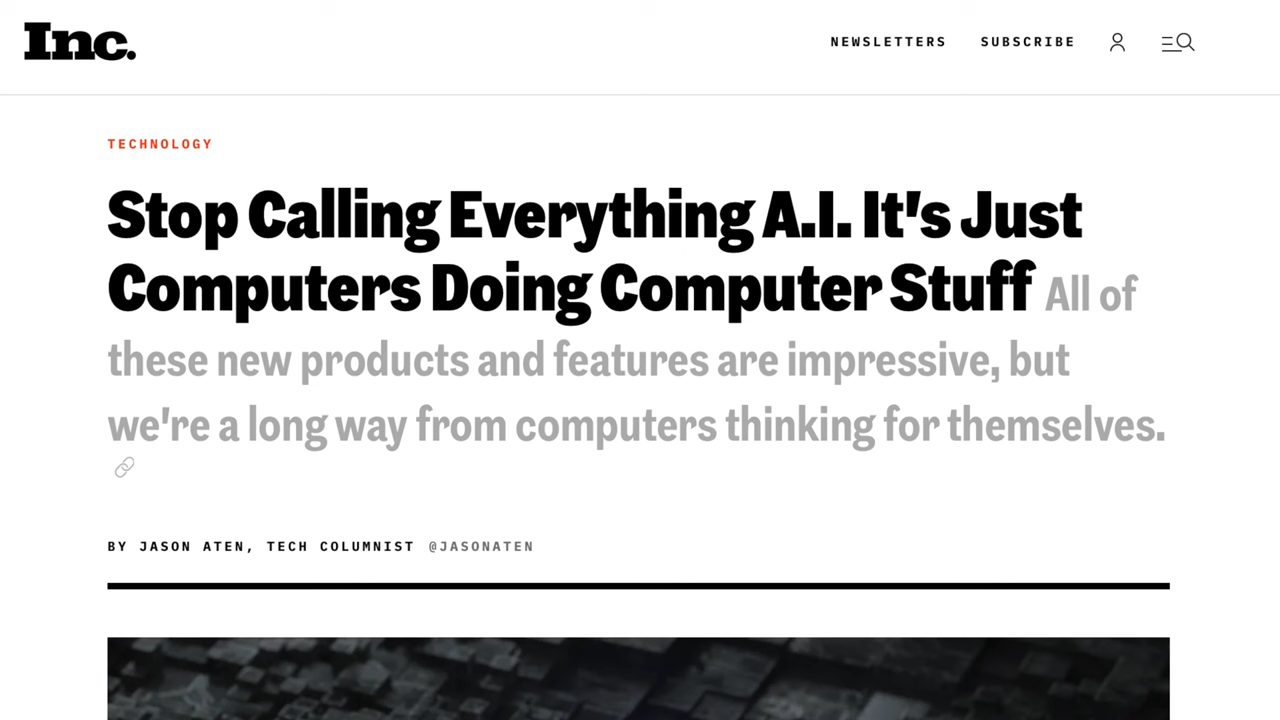 Inc.
NEWSLETTERS SUBSCRIBE
TECHNOLOGY
Stop Calling Everything A.I. It's Just
Computers Doing Computer Stuff All of
these new products and features are impressive, but
we're a long way from computers thinking for themselves.
BY JASON ATEN, TECH COLUMNIST @JASONATEN